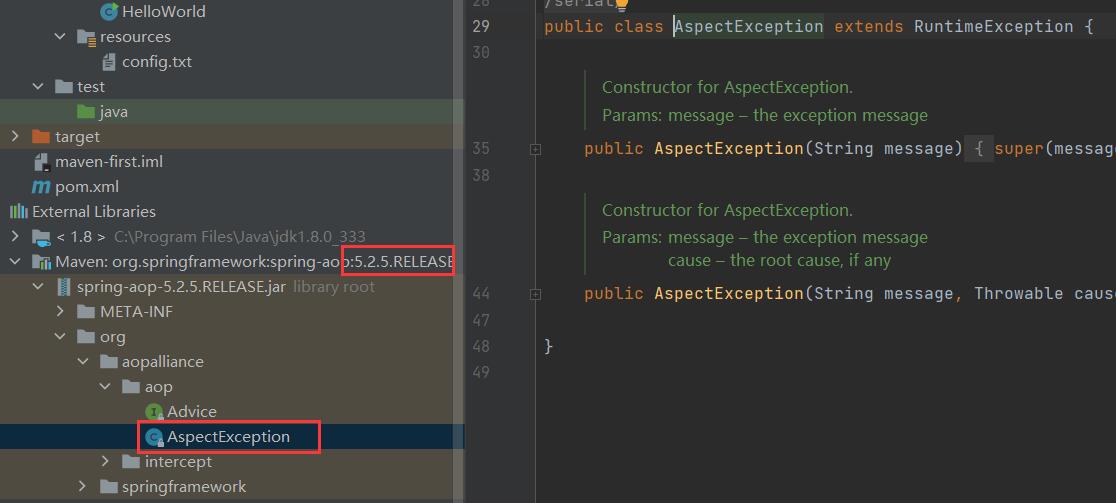 HelloWorld
resources
config.txt
test
java
target
maven-first.iml
pom.xml
External Libraries
< 1.8 > C:\Program Files\Java\jdk1.8.0_333
Maven: org.springframework:spring-aop:5.2.5.RELEASE
spring-aop-5.2.5.RELEASE.jar library root
META-INF
org
aopalliance
aop
Advice
AspectException
intercept
springframework
28 /serial
29 public class AspectException extends RuntimeException {
30
Constructor for AspectException.
Params: message – the exception message
35 public AspectException(String message) { super(message
38
Constructor for AspectException.
Params: message – the exception message
cause – the root cause, if any
44 public AspectException(String message, Throwable cause
47
48 }
49